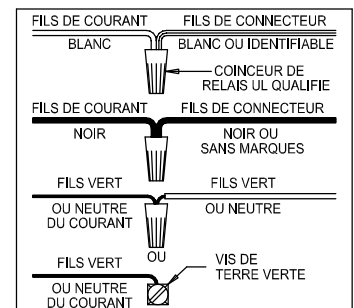 FILS DE COURANT FILS DE CONNECTEUR
BLANC BLANC OU IDENTIFIABLE
COINCEUR DE
RELAIS UL QUALIFIE
FILS DE COURANT FILS DE CONNECTEUR
NOIR NOIR OU
SANS MARQUES
FILS VERT FILS VERT
OU NEUTRE OU NEUTRE
DU COURANT
OU
FILS VERT VIS DE
TERRE VERTE
OU NEUTRE
DU COURANT